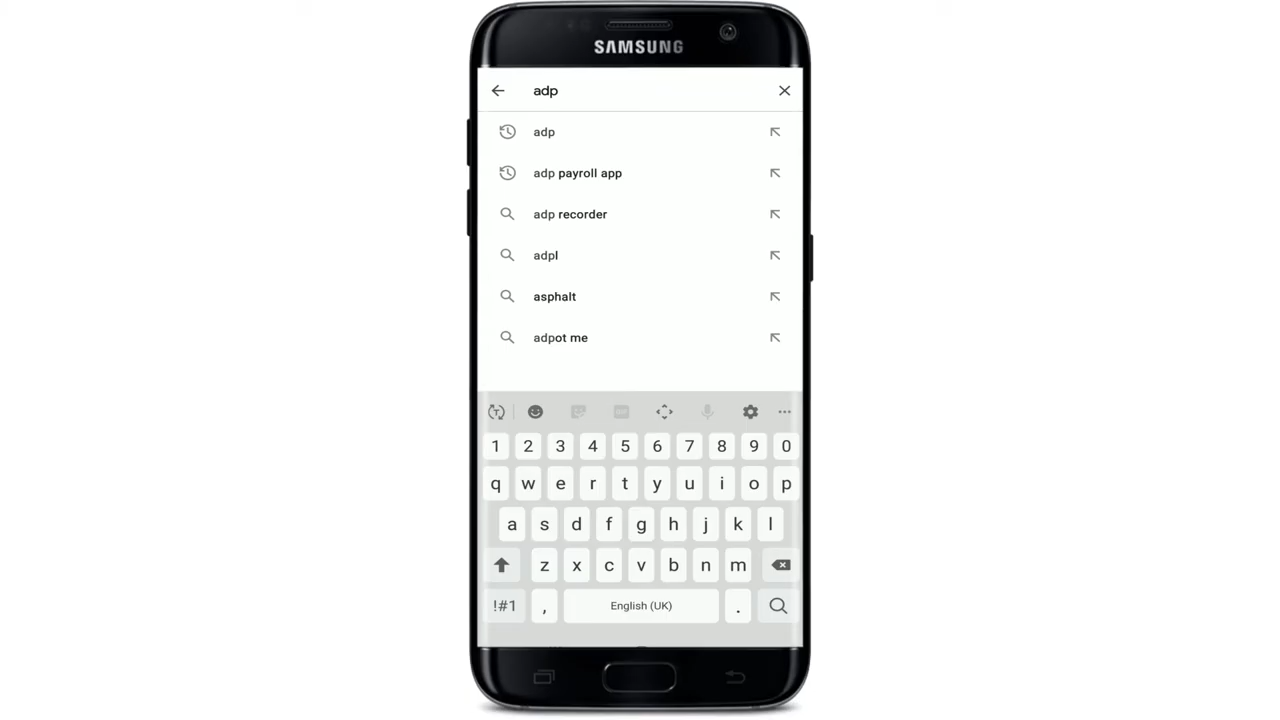 SAMSUNG
adp
adp
adp payroll app
adp recorder
adpl
asphalt
adpot me
1 2 3 4 5 6 7 8 9 0
q w e r t y u i o p
a s d f g h j k l
z x c v b n m
!#1 , English (UK) .